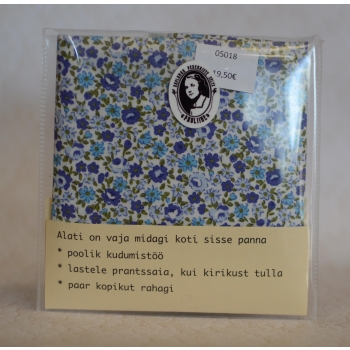 05018
19,50€
Alati on vaja midagi koti sisse panna
* poolik kudumistöö
* lastele prantssaia, kui kirikust tulla
* paar kopikut rahagi